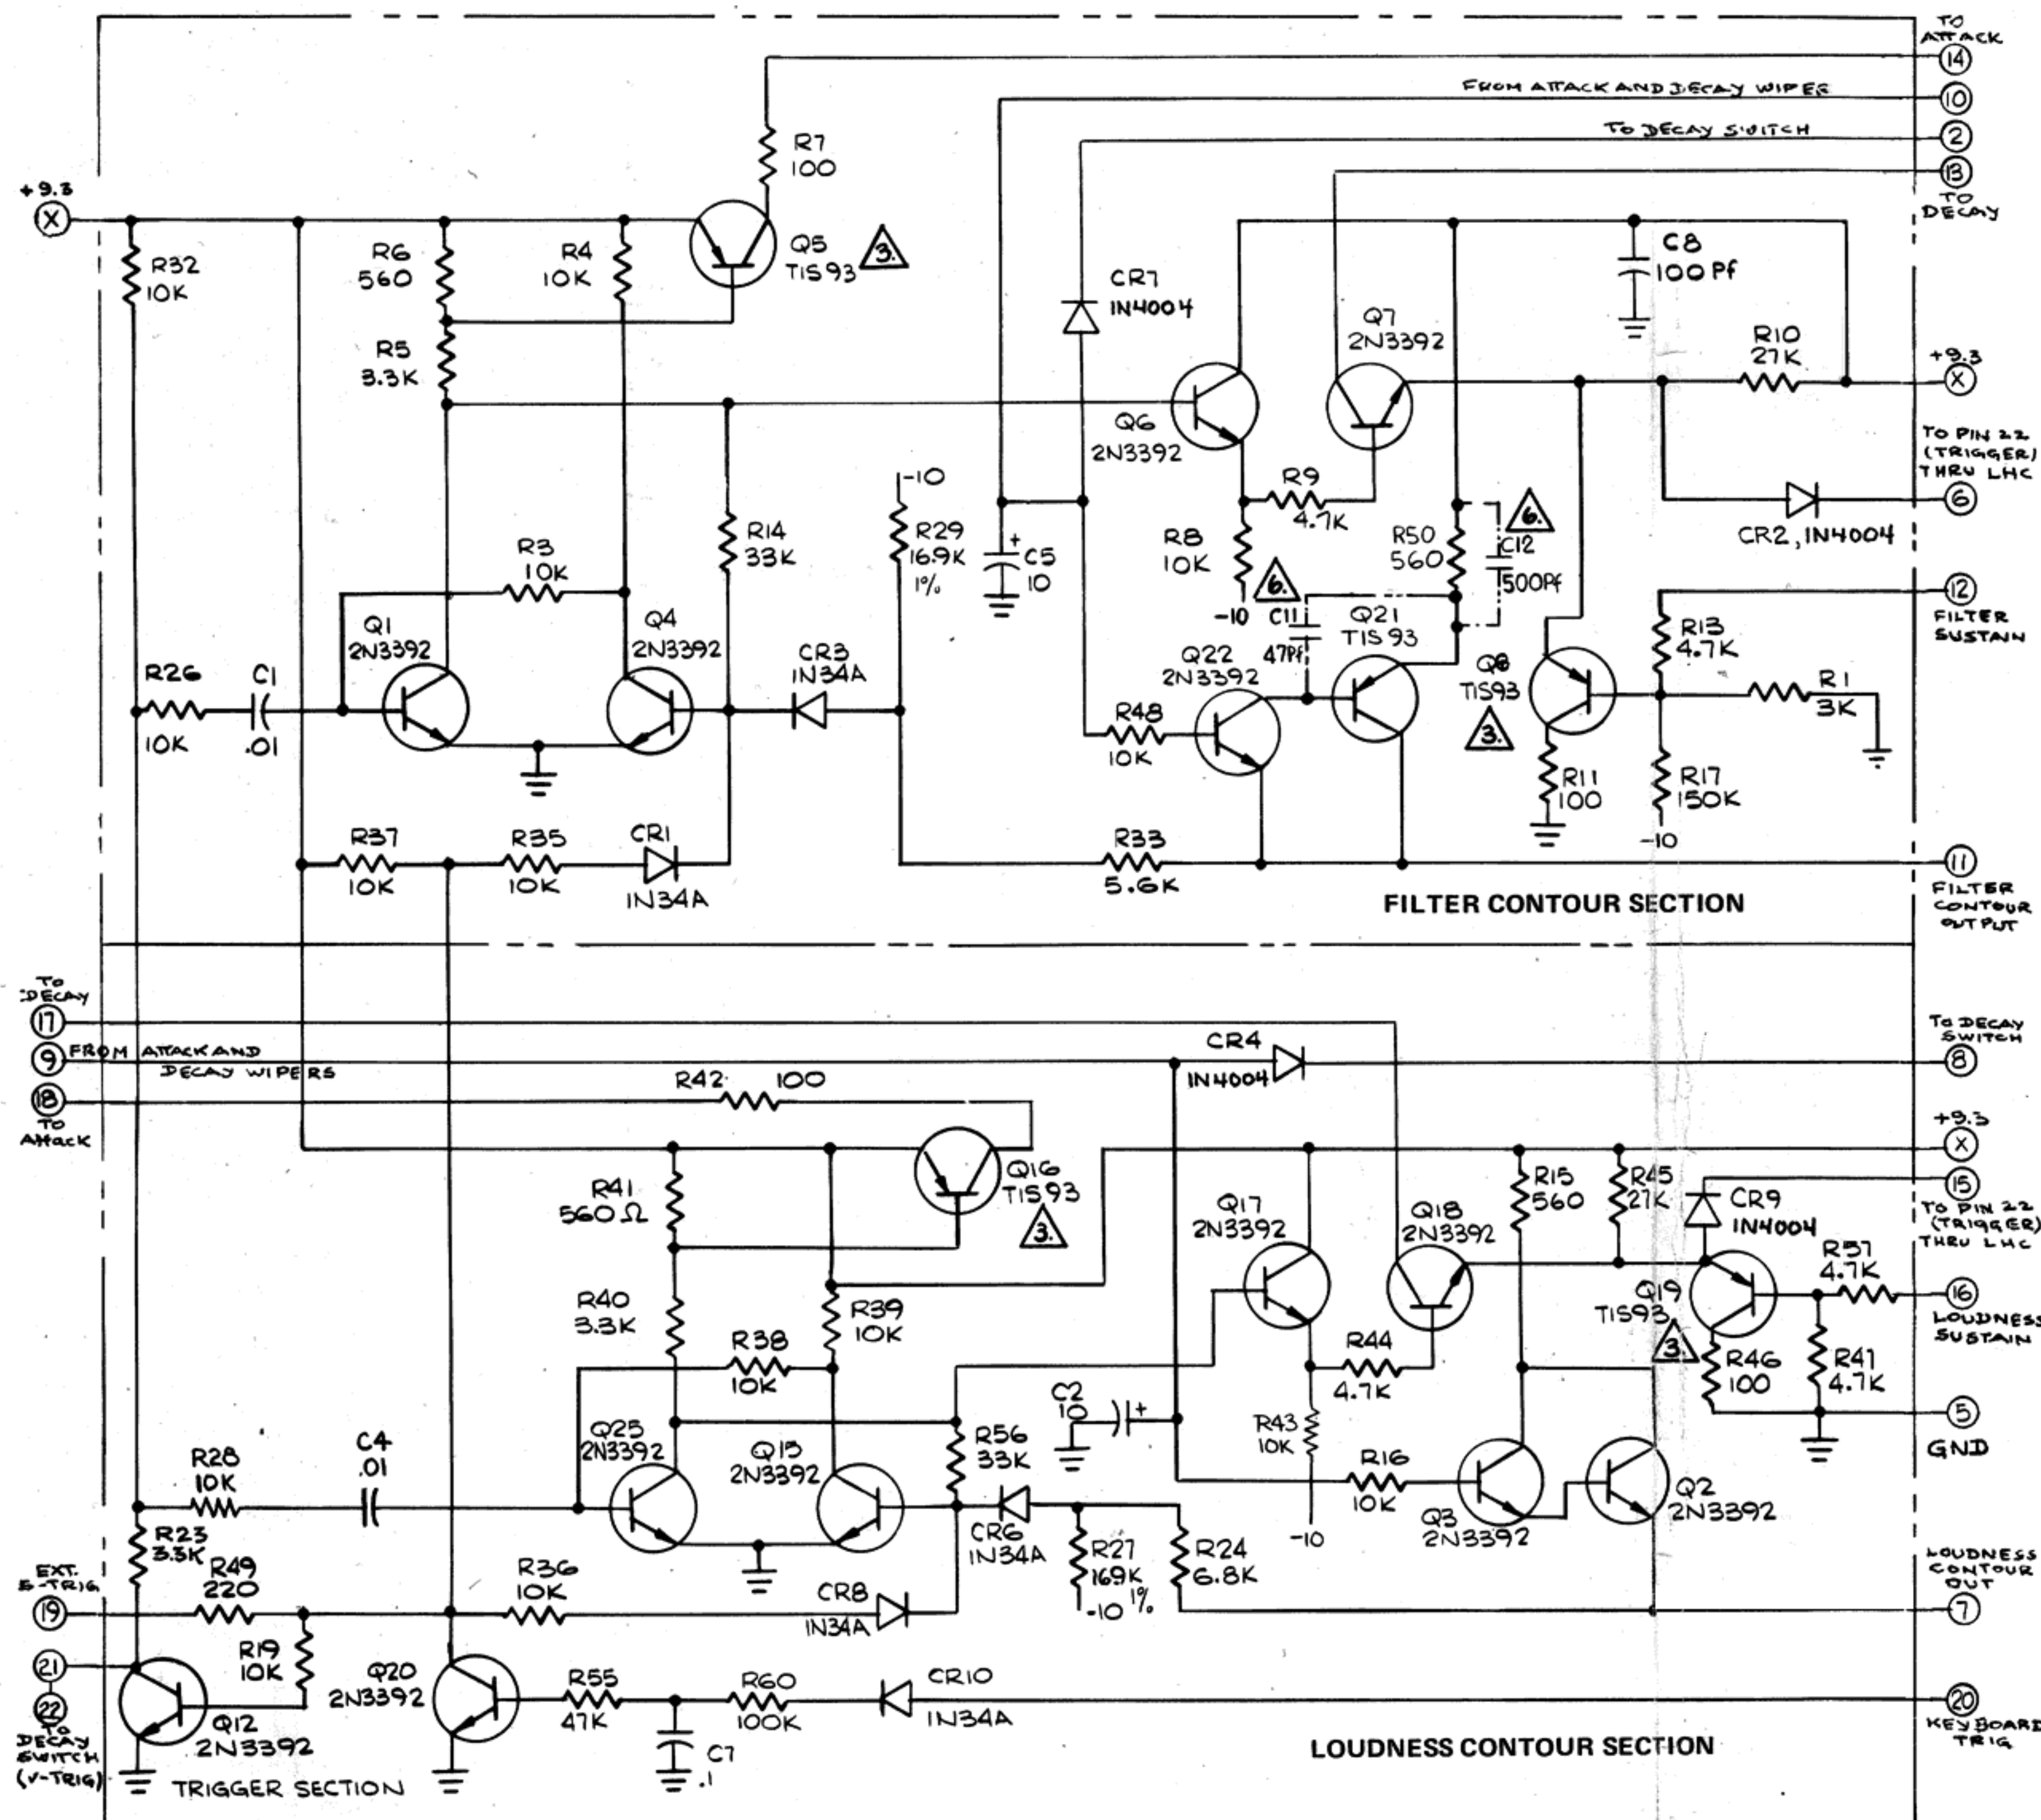 TO
ATTACK
14
FROM ATTACK AND DECAY WIPER
10
TO DECAY SWITCH
2
13
TO
DECAY
+9.3
X
R7
100
R32
10K
R6
560
R4
10K
Q5
TIS93
3.
R5
3.3K
CR7
1N4004
Q7
2N3392
C8
100 Pf
R10
27K
+9.3
X
Q6
2N3392
TO PIN 22
(TRIGGER)
THRU LHC
6
-10
R9
4.7K
R14
33K
R29
16.9K
1%
+
C5
10
R8
10K
-10
6.
R50
560
6.
C12
500Pf
CR2, 1N4004
R3
10K
C11
47Pf
Q21
TIS93
12
FILTER
SUSTAIN
Q1
2N3392
Q4
2N3392
CR3
1N34A
Q22
2N3392
Q8
TIS93
3.
R13
4.7K
R1
3K
R26
10K
C1
.01
R48
10K
R11
100
R17
150K
-10
R37
10K
R35
10K
CR1
1N34A
R33
5.6K
11
FILTER
CONTOUR
OUTPUT
FILTER CONTOUR SECTION
TO
DECAY
17
9
FROM ATTACK AND
DECAY WIPERS
18
TO
Attack
R42 100
CR4
1N4004
TO DECAY
SWITCH
8
+9.3
X
R41
560Ω
Q16
TIS93
3.
Q17
2N3392
Q18
2N3392
R15
560
R45
27K
CR9
1N4004
15
TO PIN 22
(TRIGGER)
THRU LHC
R57
4.7K
16
LOUDNESS
SUSTAIN
Q19
TIS93
3.
R40
3.3K
R39
10K
R38
10K
R44
4.7K
R46
100
R41
4.7K
5
GND
C2
10
+
R43
10K
-10
Q25
2N3392
Q15
2N3392
R56
33K
R28
10K
C4
.01
R16
10K
Q3
2N3392
Q2
2N3392
R23
3.3K
CR6
1N34A
R27
169K
1%
-10
R24
6.8K
EXT.
S-TRIG
19
R49
220
R36
10K
CR8
1N34A
LOUDNESS
CONTOUR
OUT
7
21
22
TO
DECAY
SWITCH
(V-TRIG)
R19
10K
Q12
2N3392
Q20
2N3392
R55
47K
R60
100K
CR10
1N34A
20
KEYBOARD
TRIG
C7
.1
TRIGGER SECTION
LOUDNESS CONTOUR SECTION